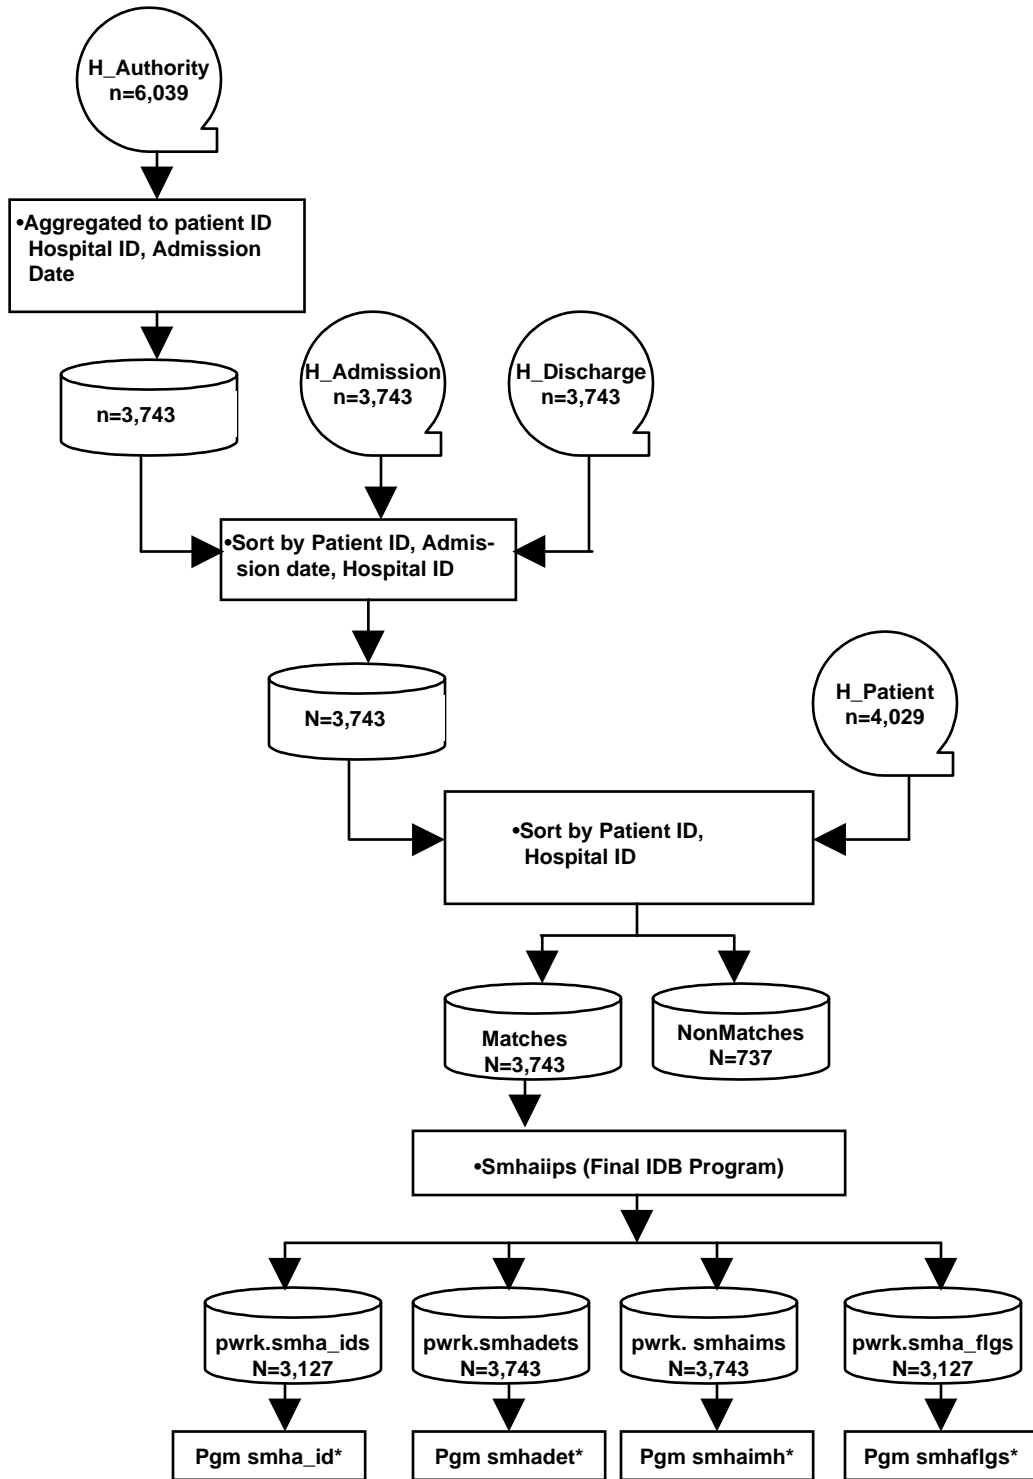 H_Authority
n=6,039
•Aggregated to patient ID
Hospital ID, Admission
Date
n=3,743
H_Admission
n=3,743
H_Discharge
n=3,743
•Sort by Patient ID, Admis-
sion date, Hospital ID
N=3,743
H_Patient
n=4,029
•Sort by Patient ID,
Hospital ID
Matches
N=3,743
NonMatches
N=737
•Smhaiips (Final IDB Program)
pwrk.smha_ids
N=3,127
pwrk.smhadets
N=3,743
pwrk. smhaims
N=3,743
pwrk.smha_flgs
N=3,127
Pgm smha_id*
Pgm smhadet*
Pgm smhaimh*
Pgm smhaflgs*